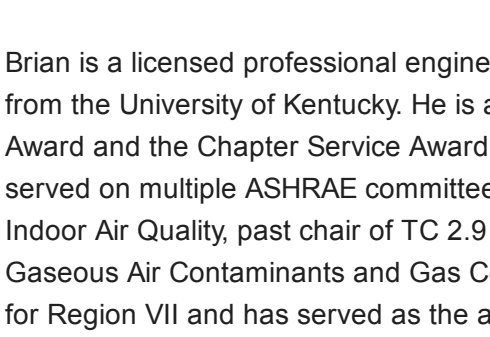 Brian is a licensed professional engine
from the University of Kentucky. He is a
Award and the Chapter Service Award
served on multiple ASHRAE committee
Indoor Air Quality, past chair of TC 2.9
Gaseous Air Contaminants and Gas C
for Region VII and has served as the a